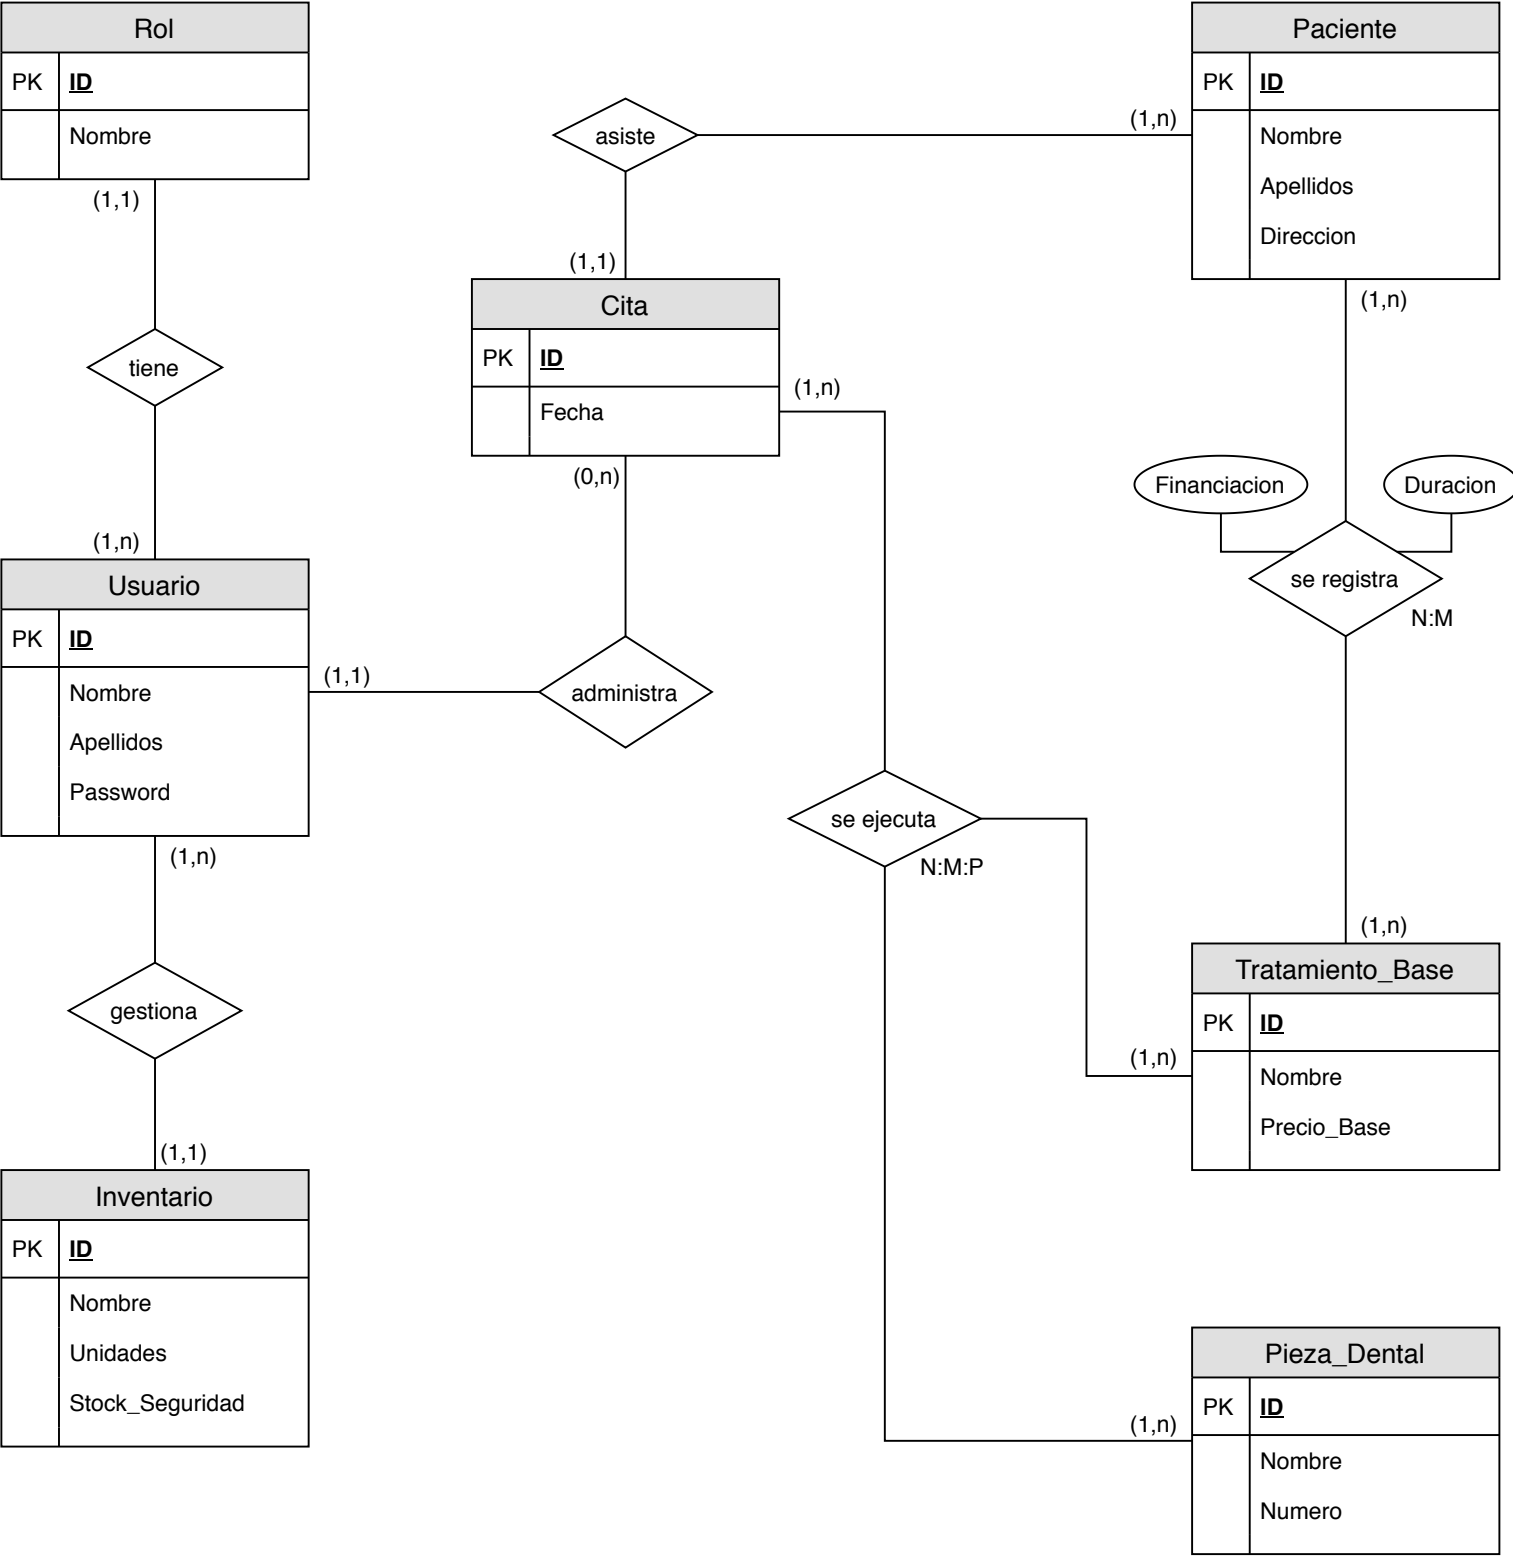 Rol
PK ID
Nombre
(1,1)
tiene
(1,n)
Usuario
PK ID
Nombre
Apellidos
Password
(1,n)
gestiona
(1,1)
Inventario
PK ID
Nombre
Unidades
Stock_Seguridad
asiste
(1,n)
(1,1)
Cita
PK ID
Fecha
(1,n)
(0,n)
(1,1)
administra
se ejecuta
N:M:P
(1,n)
(1,n)
Paciente
PK ID
Nombre
Apellidos
Direccion
(1,n)
Financiacion
Duracion
se registra
N:M
(1,n)
Tratamiento_Base
PK ID
Nombre
Precio_Base
Pieza_Dental
PK ID
Nombre
Numero